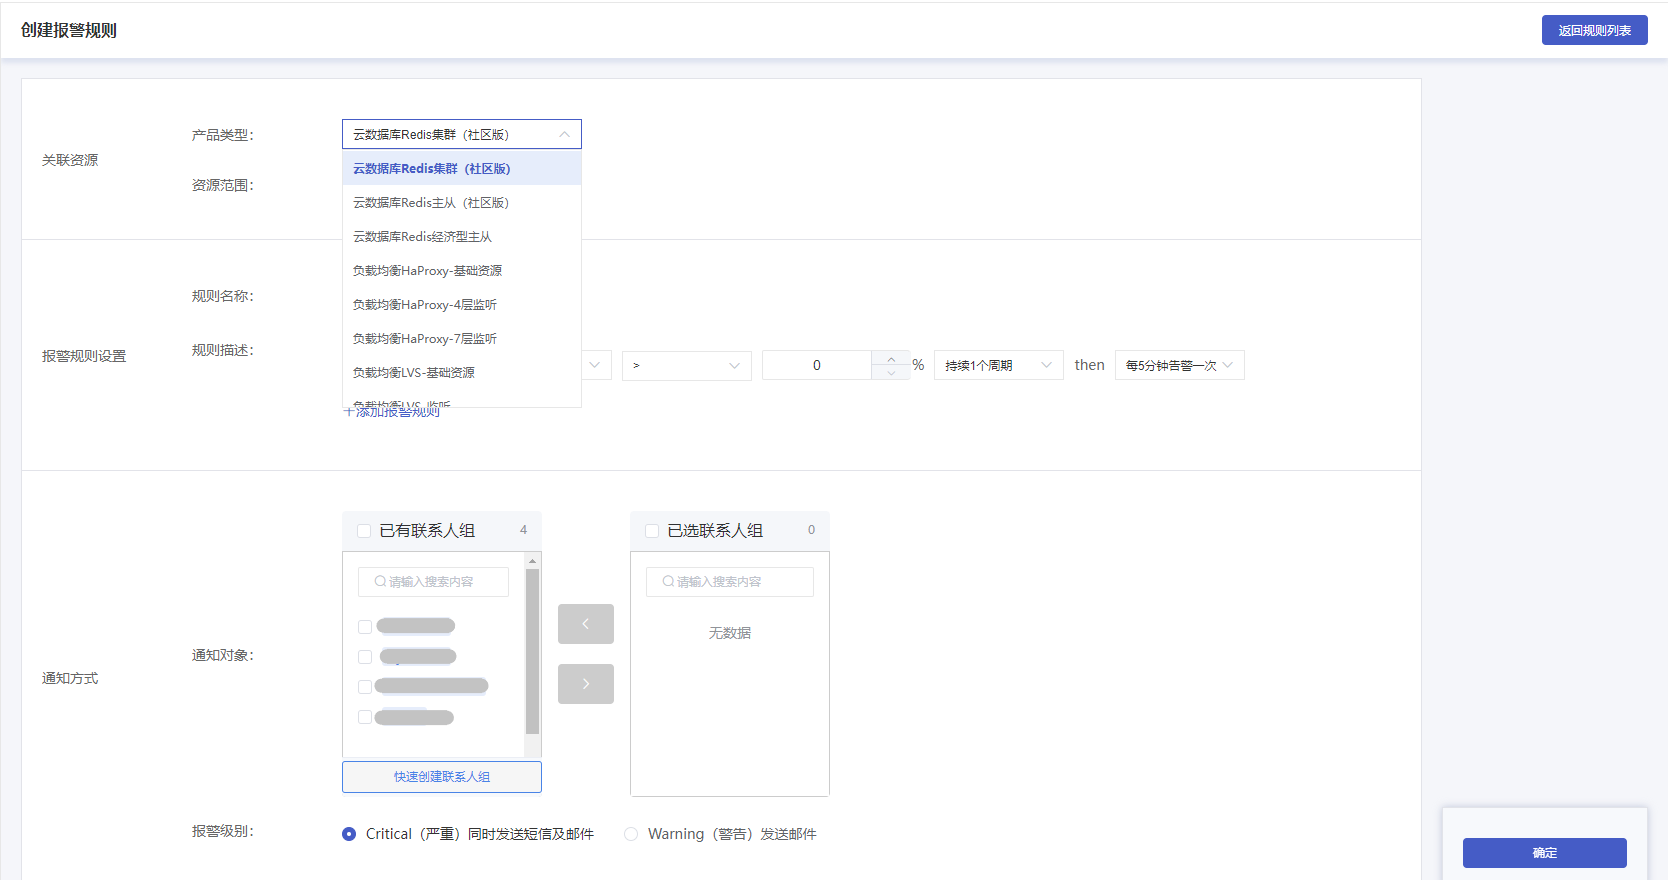 创建报警规则
返回规则列表
关联资源
产品类型：
云数据库Redis集群（社区版）
云数据库Redis集群（社区版）
资源范围：
云数据库Redis主从（社区版）
云数据库Redis经济型主从
负载均衡HaProxy-基础资源
报警规则设置
规则名称：
负载均衡HaProxy-4层监听
负载均衡HaProxy-7层监听
规则描述：
> 0 % 持续1个周期 then 每5分钟告警一次
负载均衡LVS-基础资源
负载均衡LVS-监听
+添加报警规则
通知方式
通知对象：
已有联系人组 4
请输入搜索内容
快速创建联系人组
已选联系人组 0
请输入搜索内容
无数据
报警级别：
Critical（严重）同时发送短信及邮件 Warning（警告）发送邮件
确定